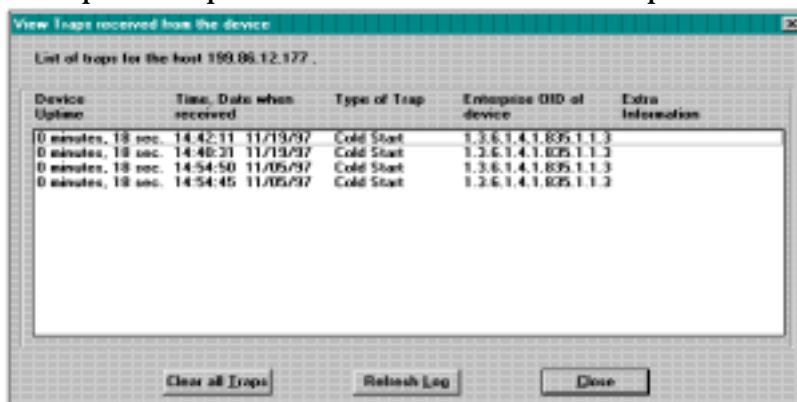 View Traps received from the device
List of traps for the host 199.86.12.177 .
Device Uptime
Time, Date when received
Type of Trap
Enterprise OID of device
Extra Information
0 minutes, 18 sec. 14:42:11 11/19/97 Cold Start 1.3.6.1.4.1.835.1.1.3
0 minutes, 18 sec. 14:40:31 11/19/97 Cold Start 1.3.6.1.4.1.835.1.1.3
0 minutes, 18 sec. 14:54:50 11/05/97 Cold Start 1.3.6.1.4.1.835.1.1.3
0 minutes, 18 sec. 14:54:45 11/05/97 Cold Start 1.3.6.1.4.1.835.1.1.3
Clear all Traps
Refresh Log
Close